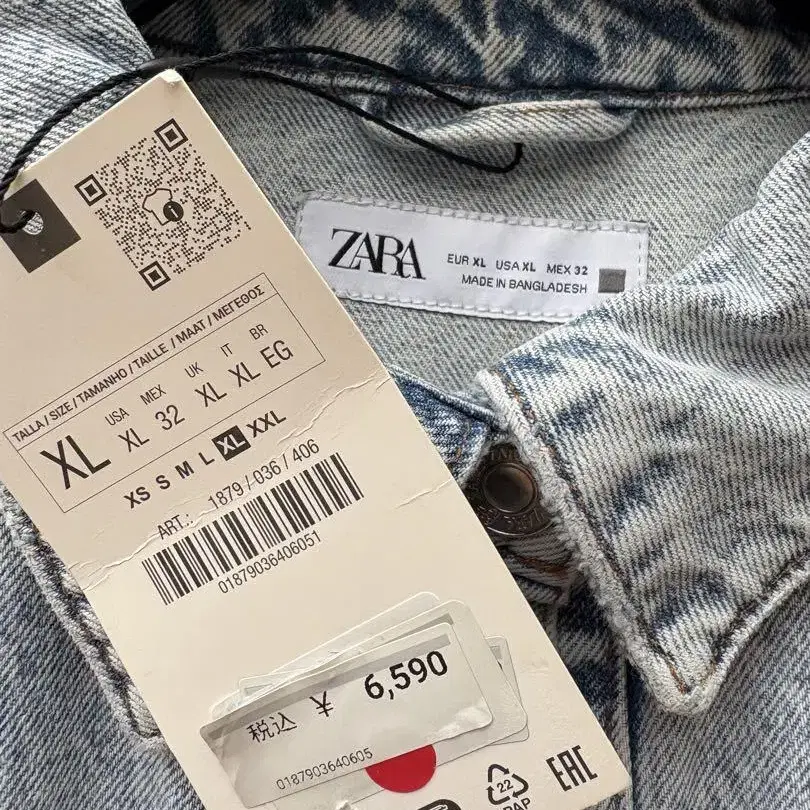 ZARA
EUR XL USA XL MEX 32
MADE IN BANGLADESH
TALLA / SIZE / TAMANHO / TAILLE / MAAT / ΜΕΓΕΘΟΣ
USA MEX UK IT BR
XL XL 32 XL XL EG
XS S M L XL XXL
ART.: 1879 / 036 / 406
01879036406051
税込 ¥ 6,590
0187903640605
22
PAP
EAC